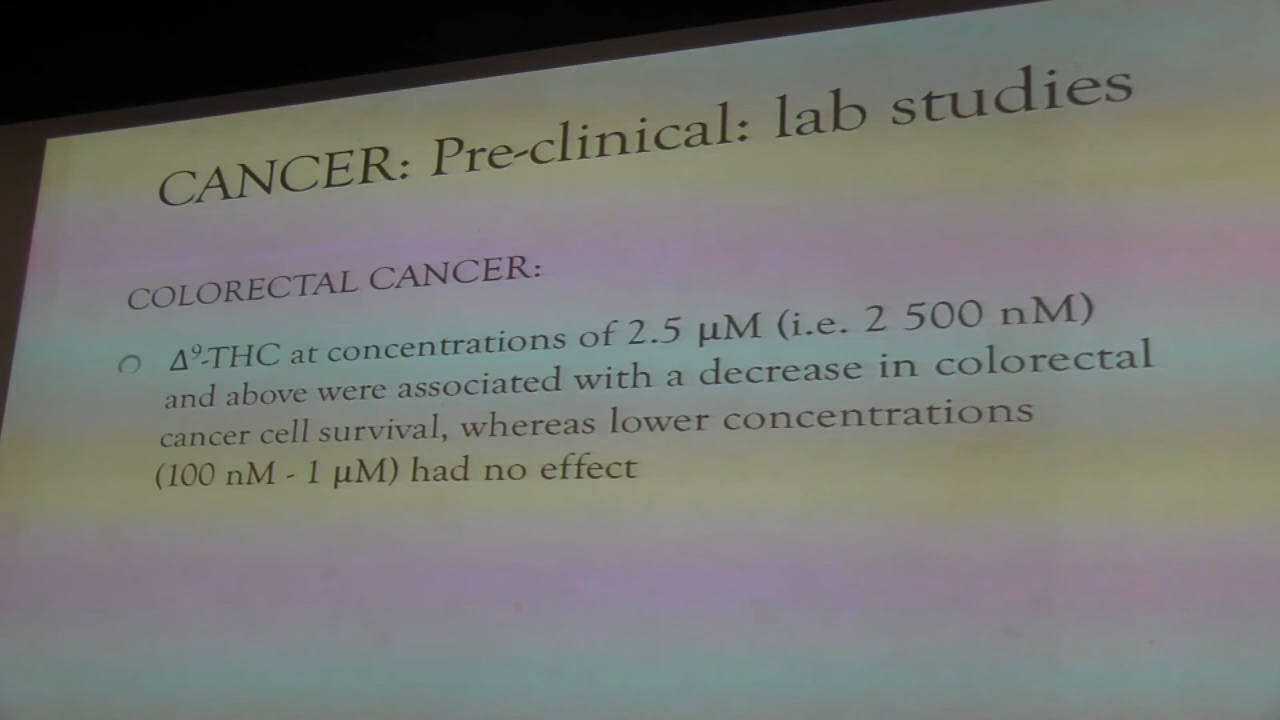 CANCER: Pre-clinical: lab studies
COLORECTAL CANCER:
Δ⁹-THC at concentrations of 2.5 μM (i.e. 2 500 nM)
and above were associated with a decrease in colorectal
cancer cell survival, whereas lower concentrations
(100 nM - 1 μM) had no effect